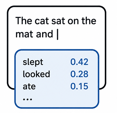 The cat sat on the
mat and |
slept 0.42
looked 0.28
ate 0.15
...